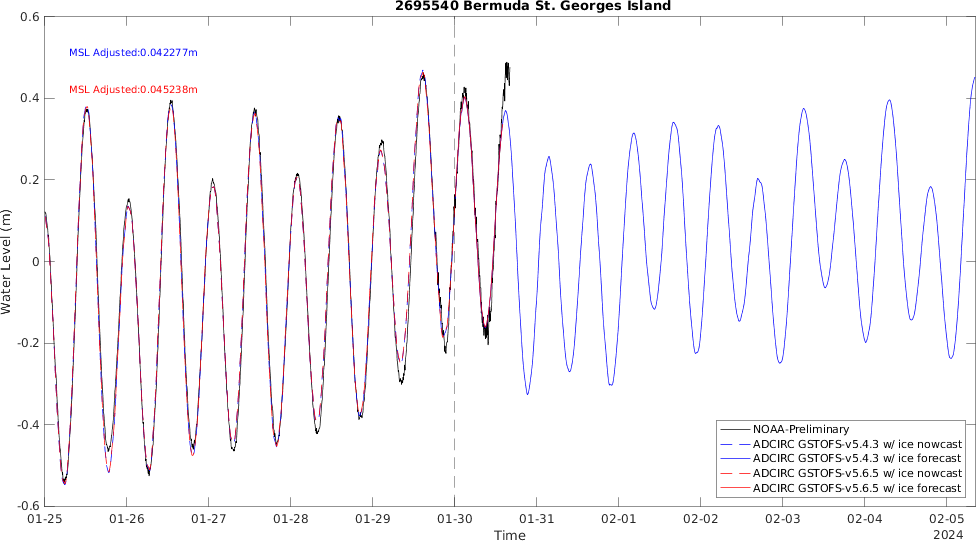 2695540 Bermuda St. Georges Island
0.6
MSL Adjusted:0.042277m
MSL Adjusted:0.045238m
0.4
0.2
0
-0.2
-0.4
-0.6
Water Level (m)
NOAA-Preliminary
ADCIRC GSTOFS-v5.4.3 w/ ice nowcast
ADCIRC GSTOFS-v5.4.3 w/ ice forecast
ADCIRC GSTOFS-v5.6.5 w/ ice nowcast
ADCIRC GSTOFS-v5.6.5 w/ ice forecast
01-25 01-26 01-27 01-28 01-29 01-30 01-31 02-01 02-02 02-03 02-04 02-05
Time
2024